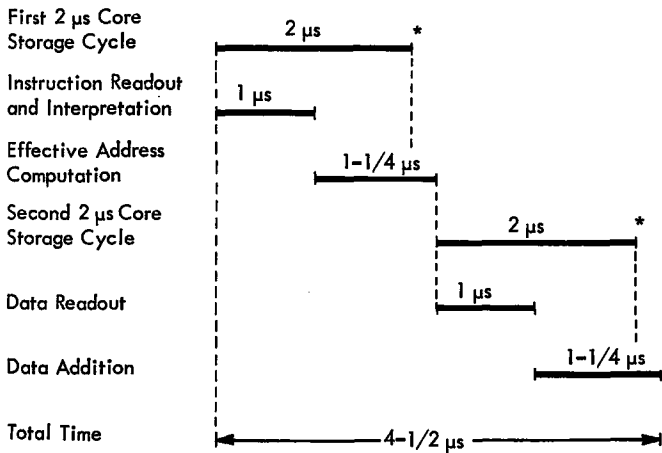 First 2 µs Core
Storage Cycle
2 µs
*
Instruction Readout
and Interpretation
1 µs
Effective Address
Computation
1-1/4 µs
Second 2 µs Core
Storage Cycle
2 µs
*
Data Readout
1 µs
Data Addition
1-1/4 µs
Total Time
4-1/2 µs